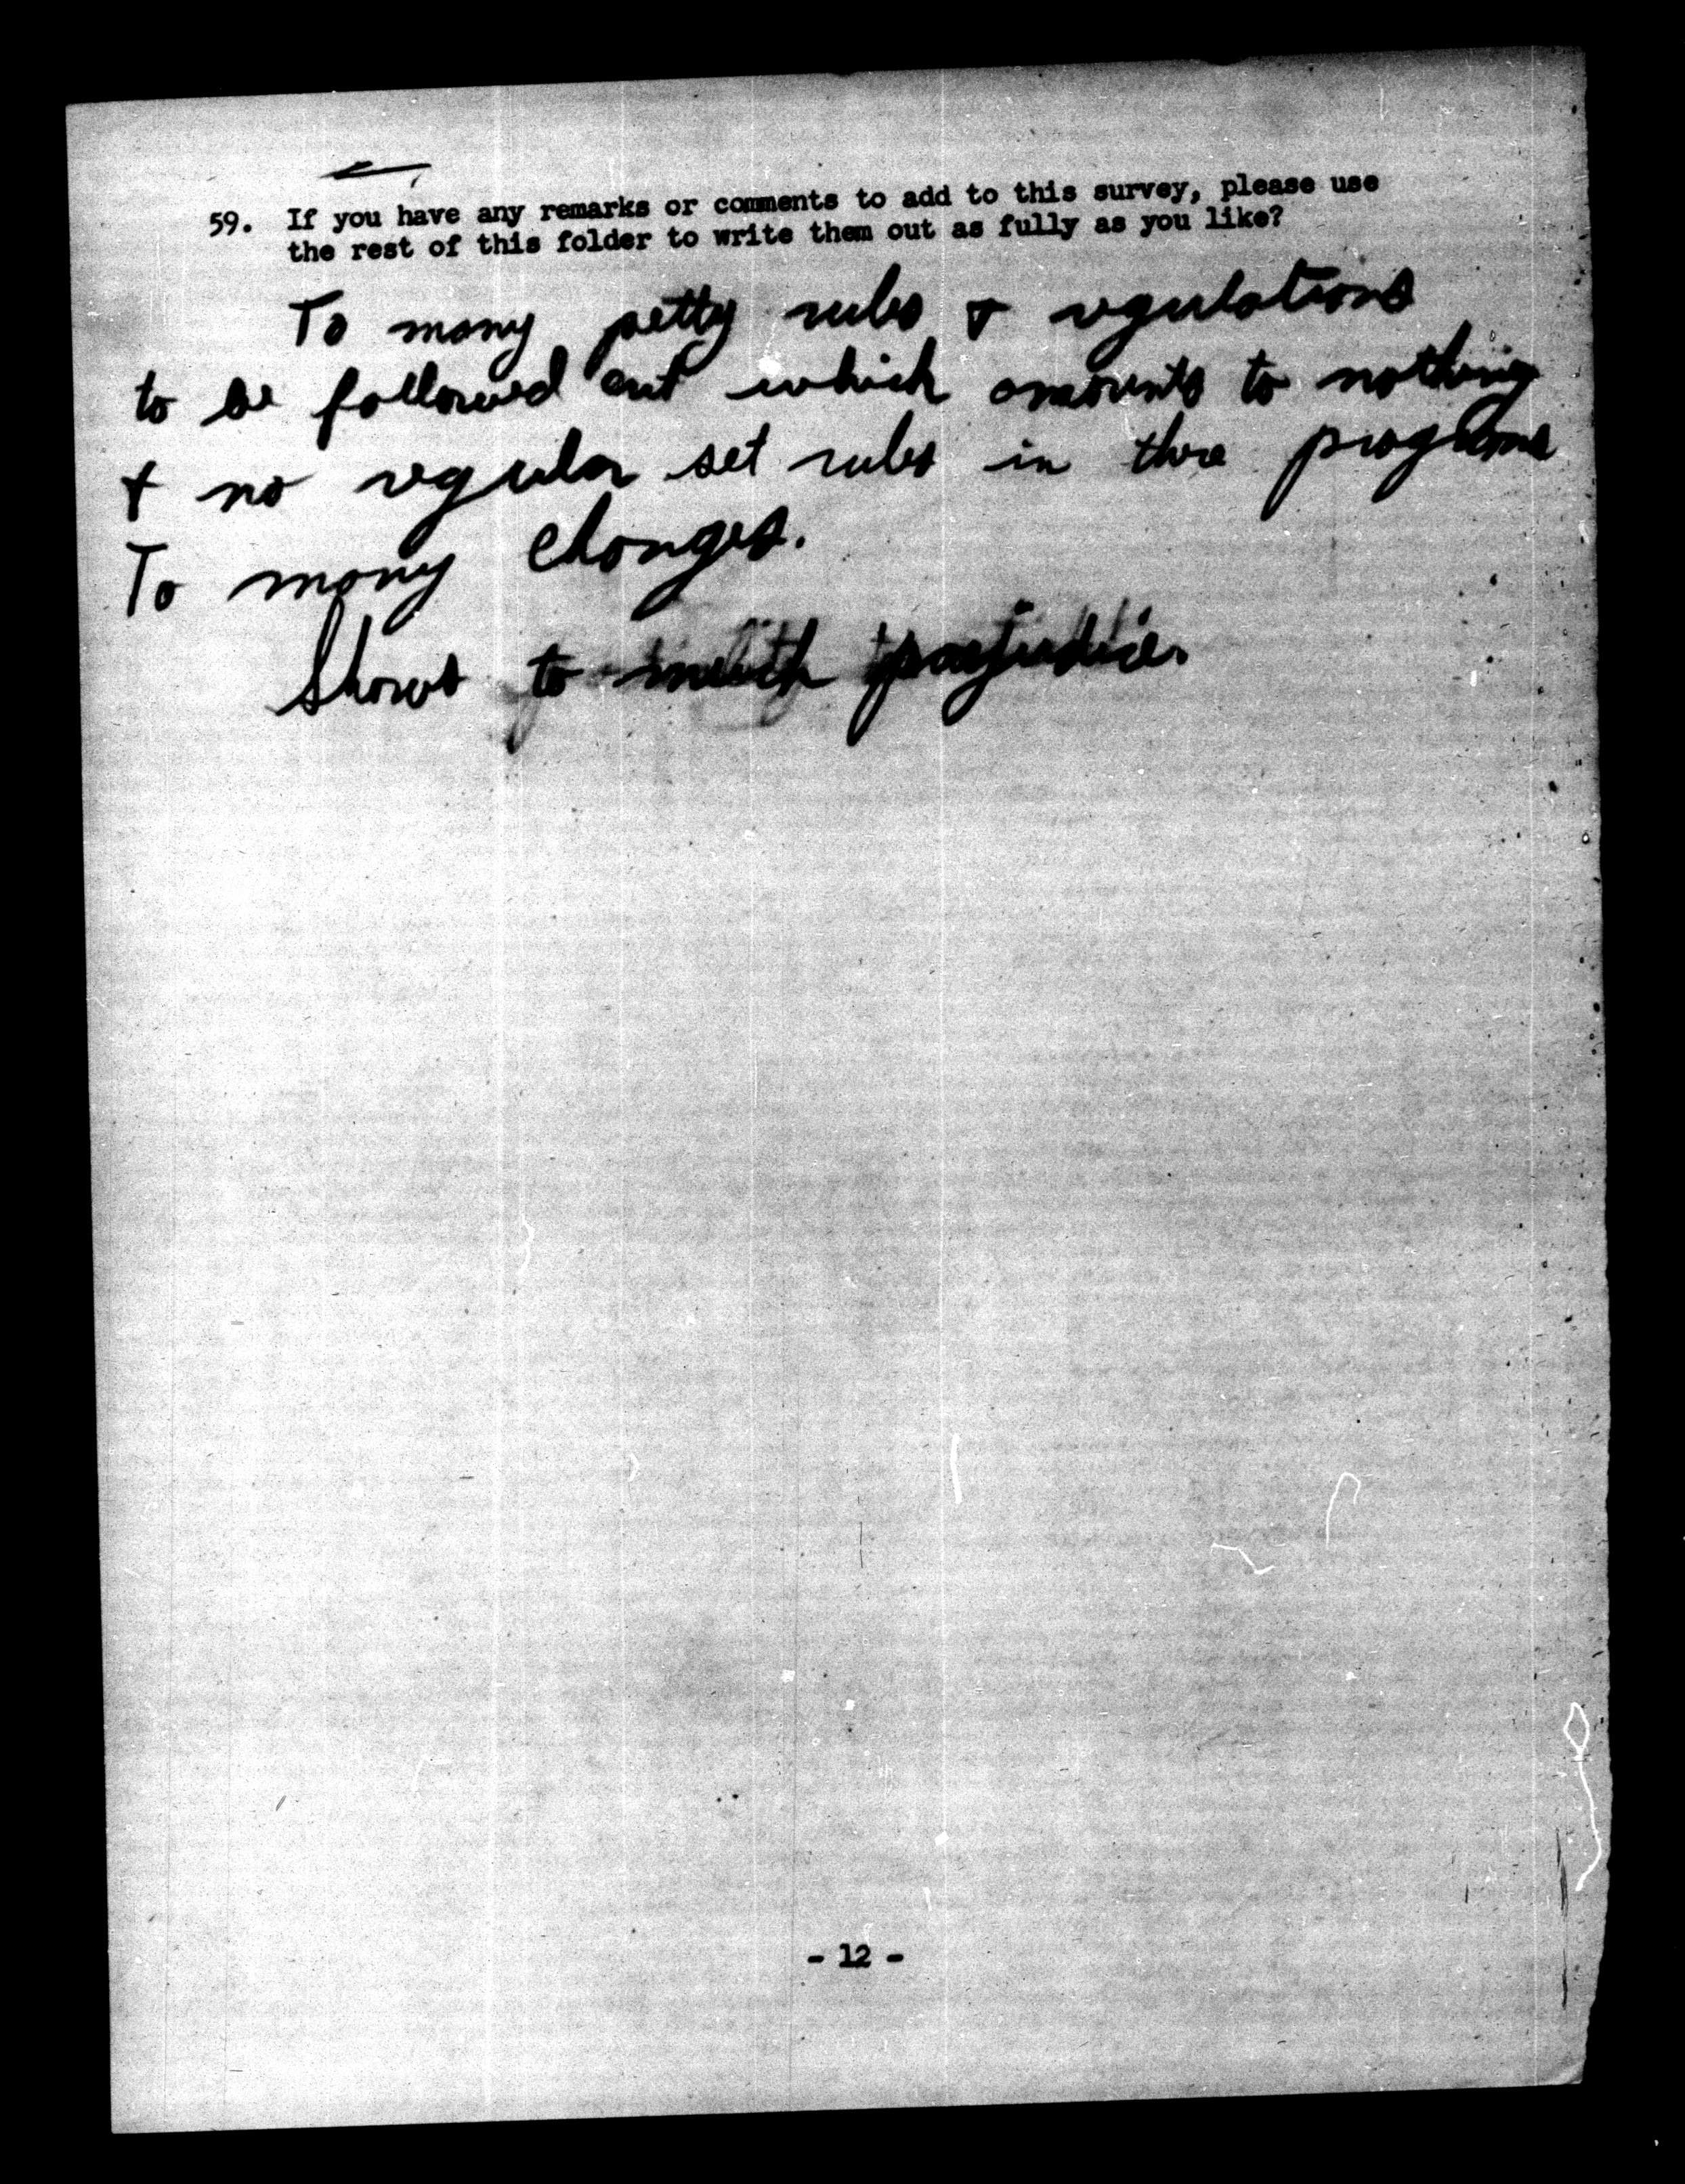 59. If you have any remarks or comments to add to this survey, please use
the rest of this folder to write them out as fully as you like?
To many petty rules & regulations
to be followed out which amounts to nothing
& no regular set rules in there programs
To many changes.
Shows to much prejudice.
- 12 -